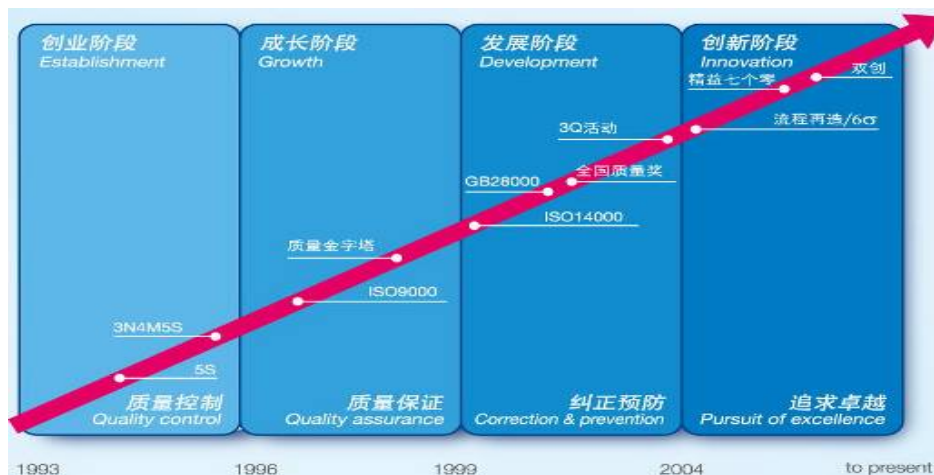 创业阶段
Establishment
成长阶段
Growth
发展阶段
Development
创新阶段
Innovation
精益七个零
双创
3Q活动
流程再造/6σ
GB28000
全国质量奖
ISO14000
质量金字塔
ISO9000
3N4M5S
5S
质量控制
Quality control
质量保证
Quality assurance
纠正预防
Correction & prevention
追求卓越
Pursuit of excellence
1993
1996
1999
2004
to present